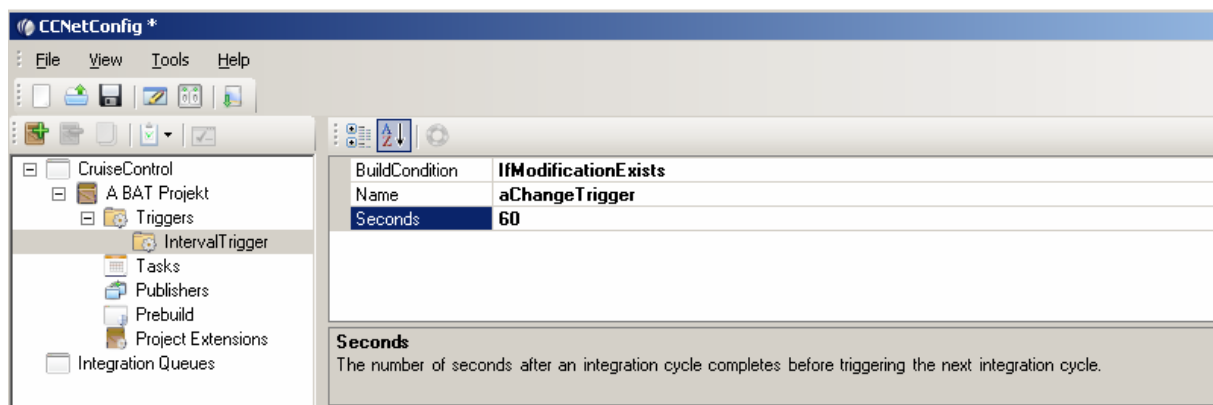 CCNetConfig *
File View Tools Help
CruiseControl
A BAT Projekt
Triggers
IntervalTrigger
Tasks
Publishers
Prebuild
Project Extensions
Integration Queues
BuildCondition IfModificationExists
Name aChangeTrigger
Seconds 60
Seconds
The number of seconds after an integration cycle completes before triggering the next integration cycle.